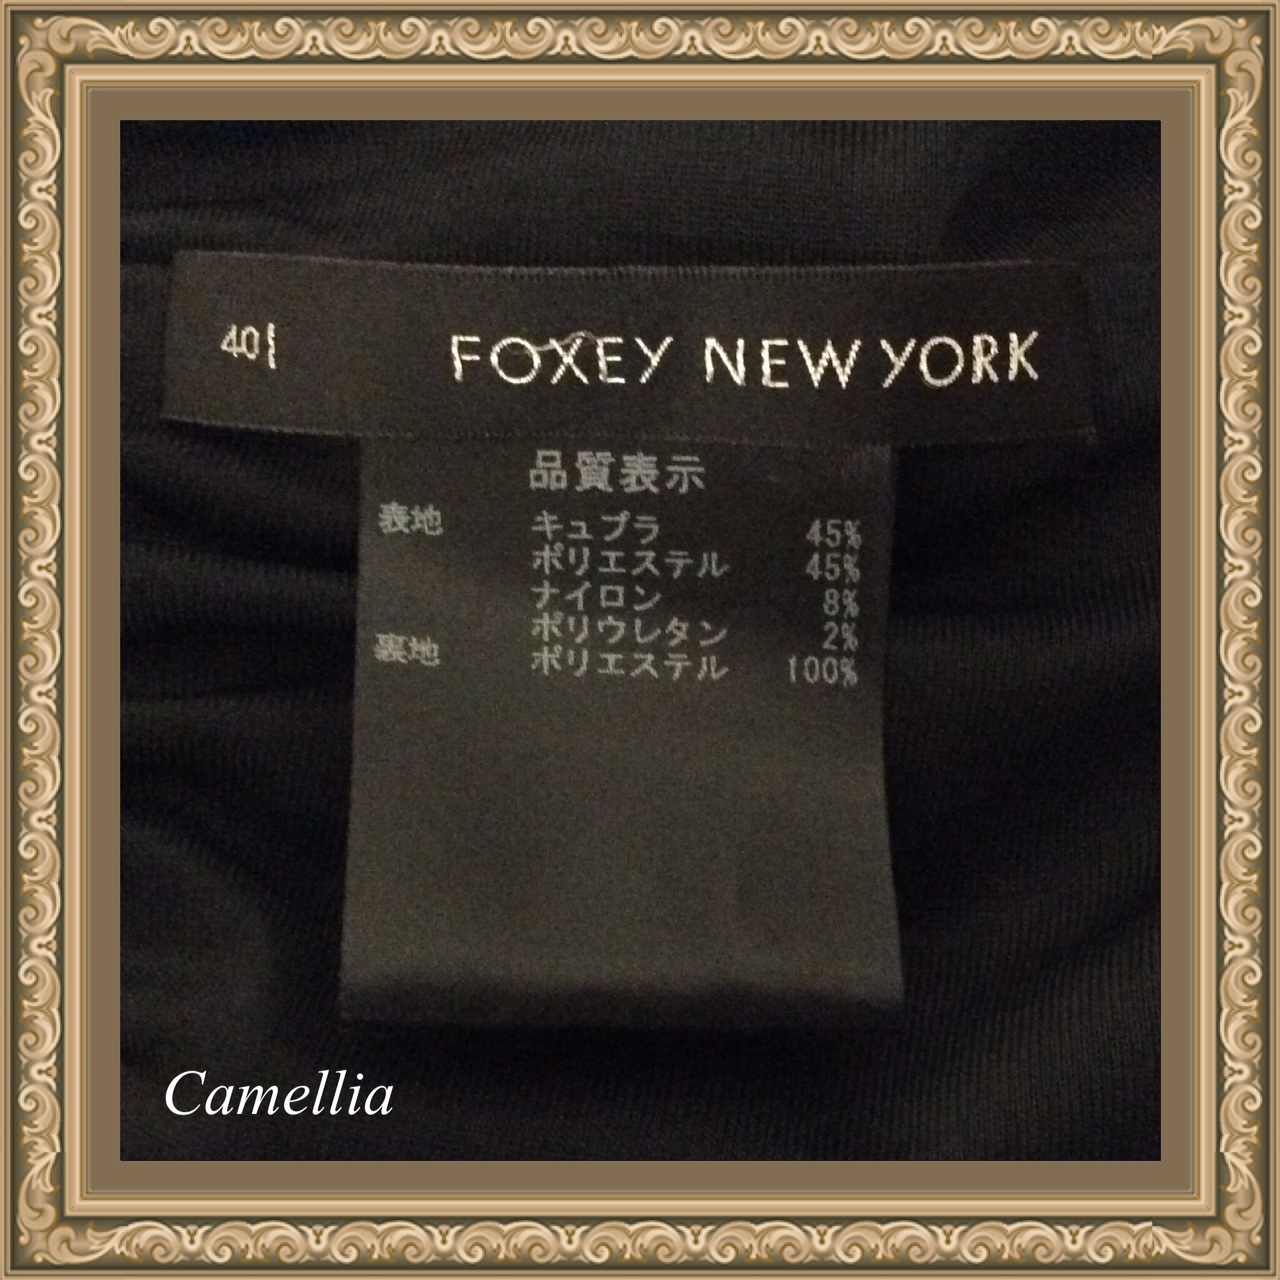 40 FOXEY NEW YORK
品質表示
表地 キュプラ 45%
ポリエステル 45%
ナイロン 8%
ポリウレタン 2%
裏地 ポリエステル 100%
Camellia